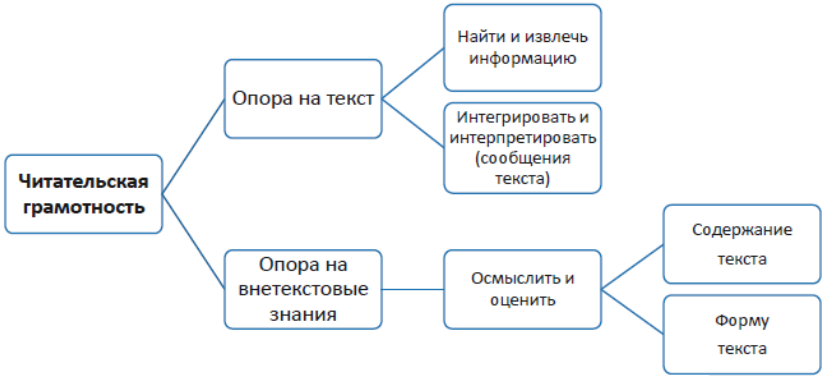 Читательская
грамотность
Опора на текст
Найти и извлечь
информацию
Интегрировать и
интерпретировать
(сообщения
текста)
Опора на
внетекстовые
знания
Осмыслить и
оценить
Содержание
текста
Форму
текста